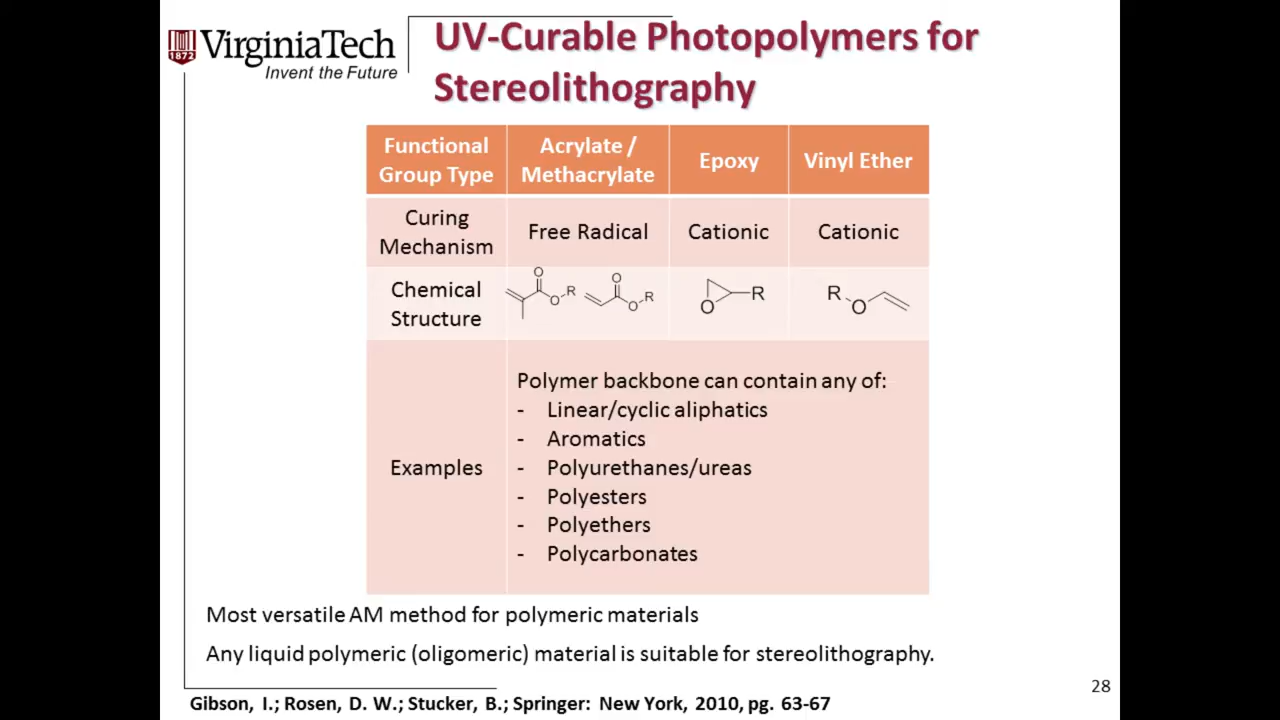 VirginiaTech
1872
Invent the Future
UV-Curable Photopolymers for
Stereolithography
Functional
Group Type
Acrylate /
Methacrylate
Epoxy
Vinyl Ether
Curing
Mechanism
Free Radical
Cationic
Cationic
Chemical
Structure
O
O
R
O
O
R
O
R
R
O
Examples
Polymer backbone can contain any of:
- Linear/cyclic aliphatics
- Aromatics
- Polyurethanes/ureas
- Polyesters
- Polyethers
- Polycarbonates
Most versatile AM method for polymeric materials
Any liquid polymeric (oligomeric) material is suitable for stereolithography.
28
Gibson, I.; Rosen, D. W.; Stucker, B.; Springer: New York, 2010, pg. 63-67